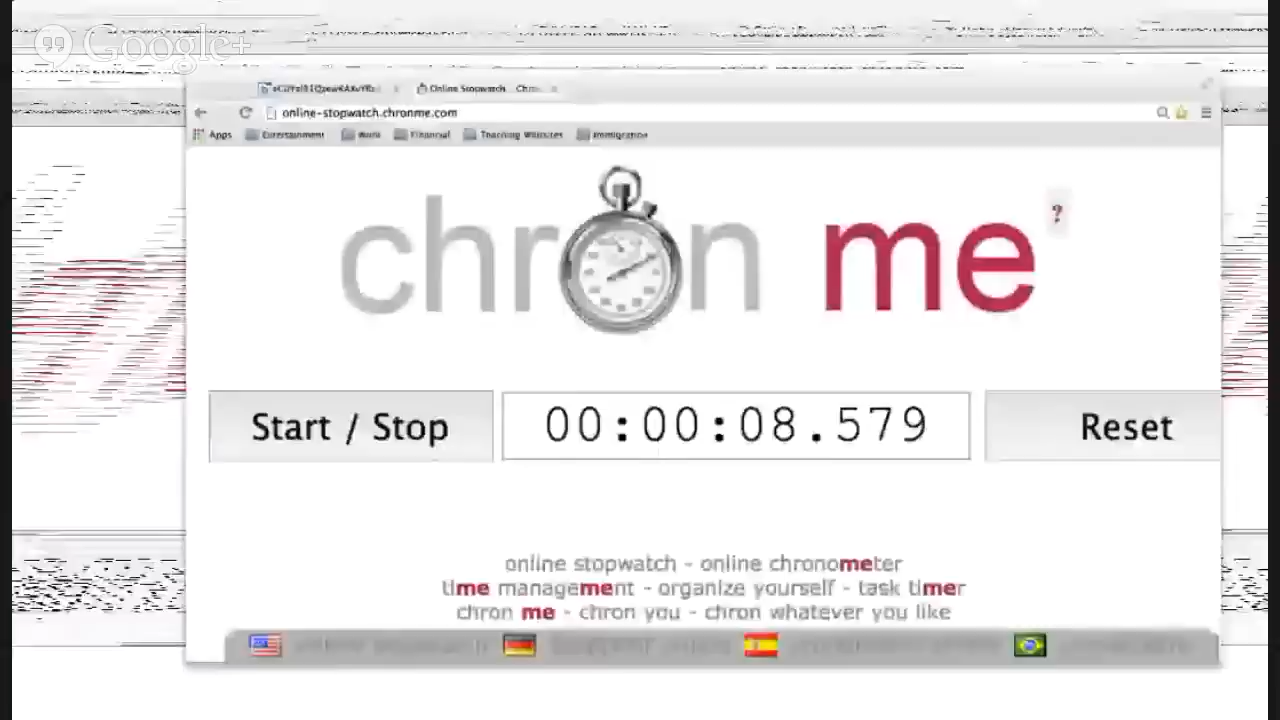 Google+
Online Stopwatch
online-stopwatch.chronme.com
Apps Entertainment Work Financial Teaching Websites Immigration
chron me ?
Start / Stop 00:00:08.579 Reset
online stopwatch - online chronometer
time management - organize yourself - task timer
chron me - chron you - chron whatever you like